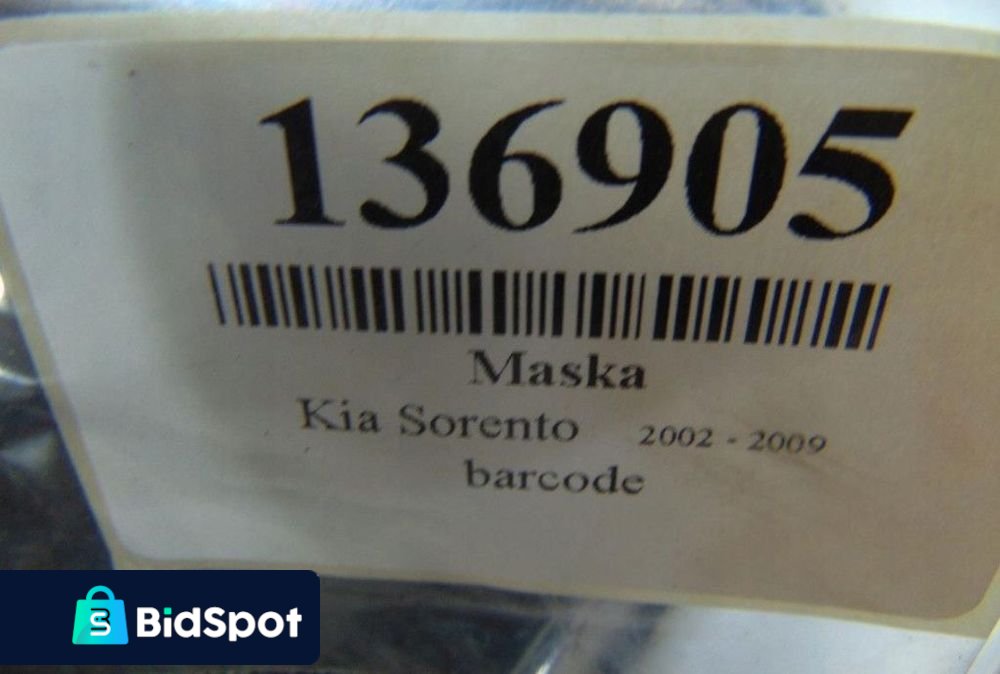 136905
Maska
Kia Sorento 2002 - 2009
barcode
BidSpot